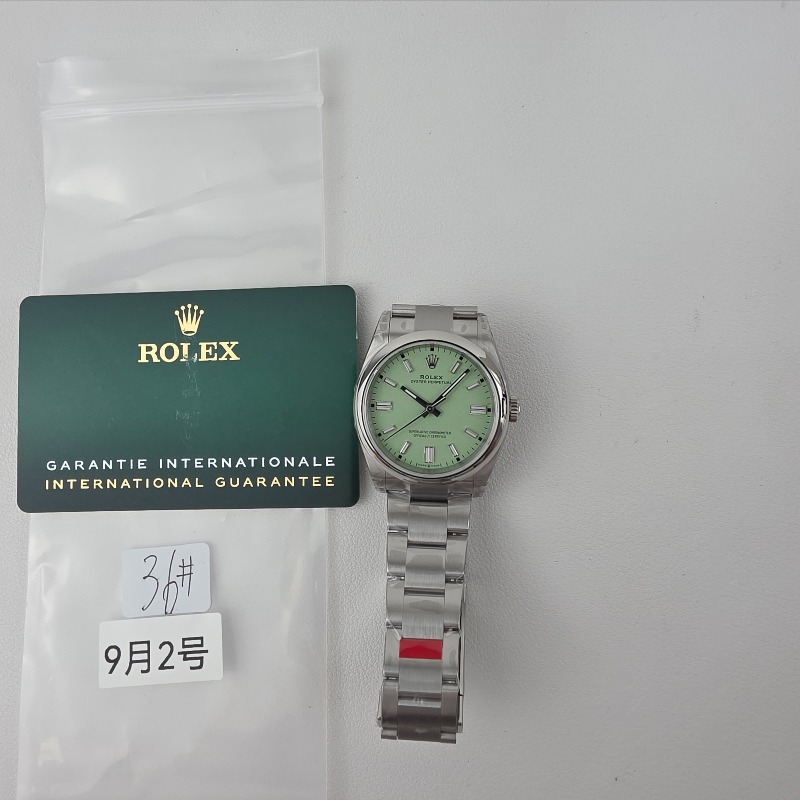 ROLEX
GARANTIE INTERNATIONALE
INTERNATIONAL GUARANTEE
36#
9月2号
ROLEX
OYSTER PERPETUAL
SUPERLATIVE CHRONOMETER
OFFICIALLY CERTIFIED